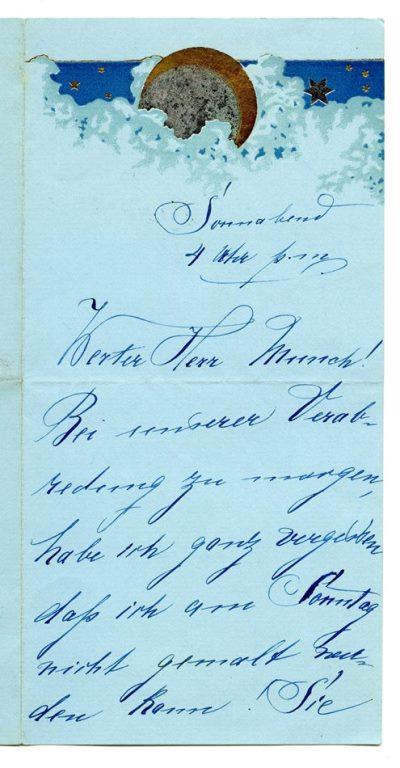 Sonnabend
4 Uhr p.m
Werter Herr Munch!
Bei unserer Verab-
redung zu morgen,
habe ich ganz vergessen
daß ich am Sonntag
nicht gemalt wer-
den kann. Sie